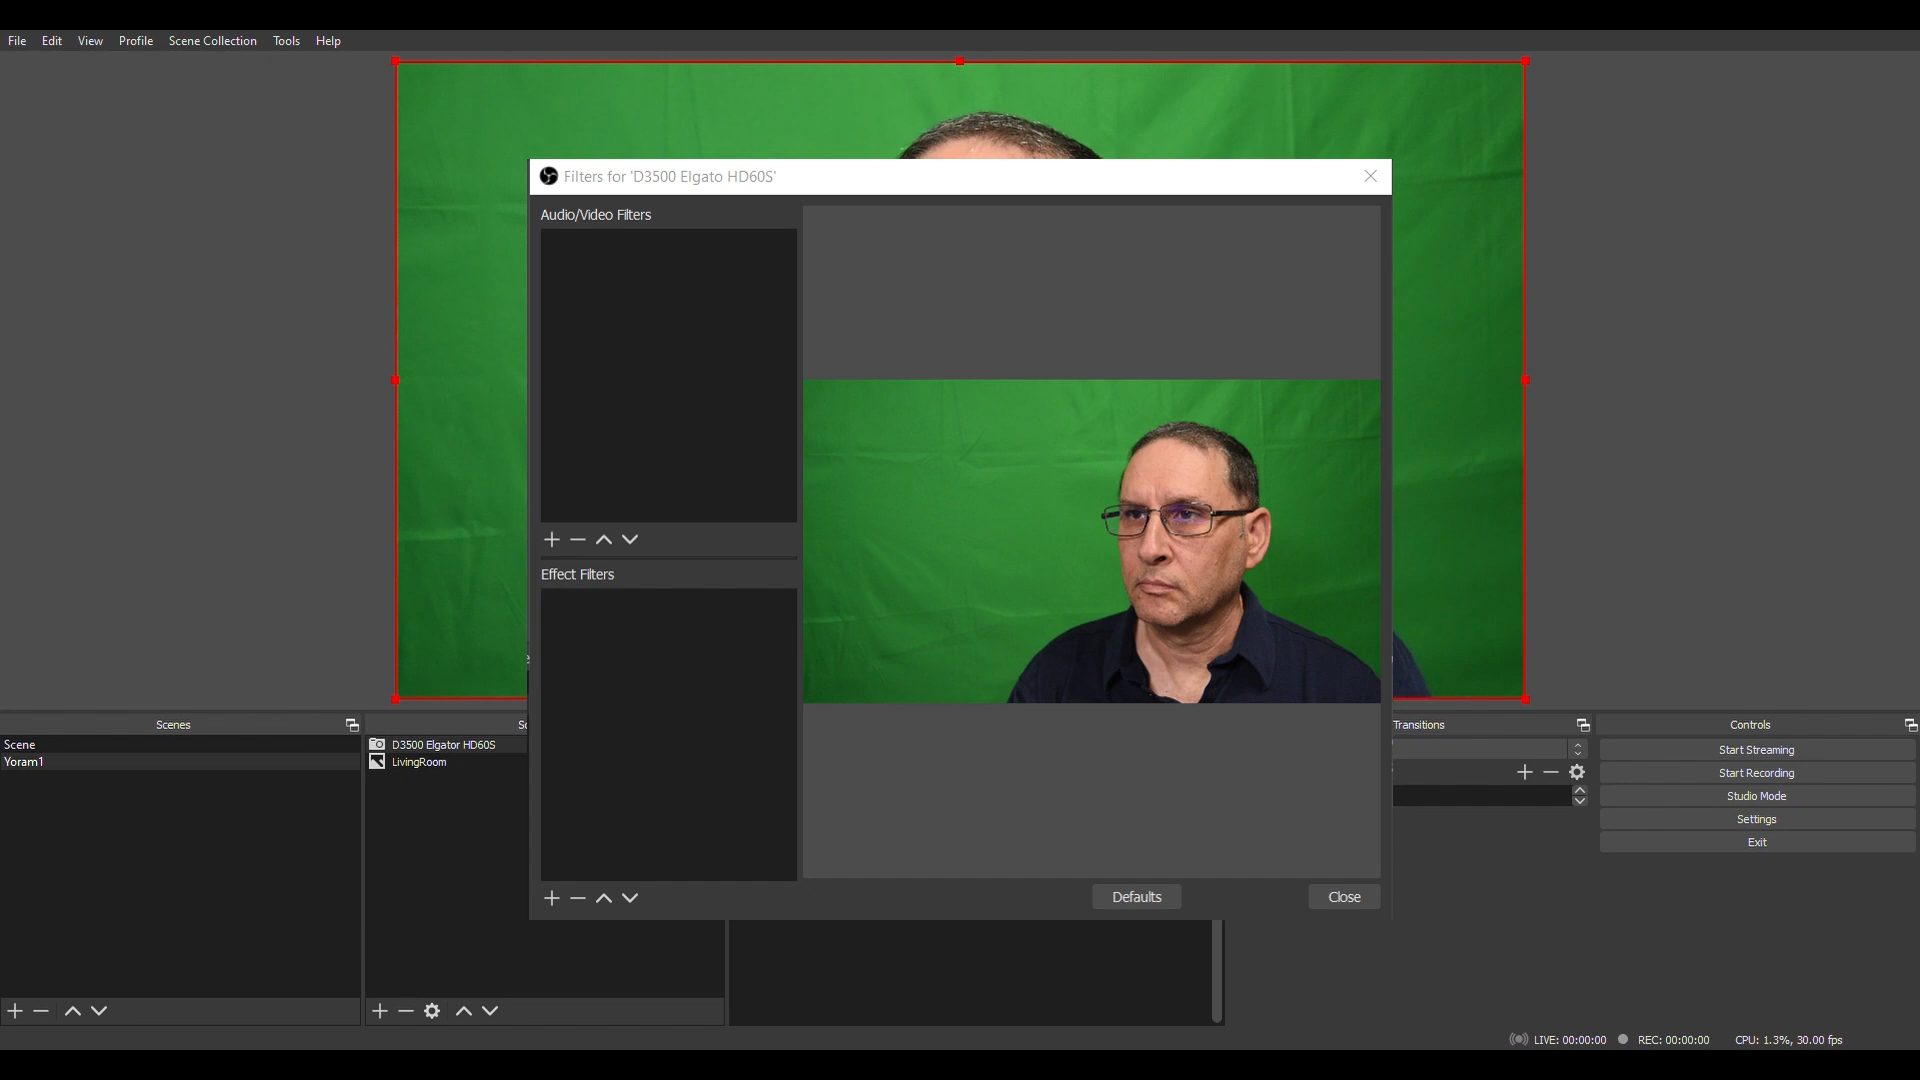 File Edit View Profile Scene Collection Tools Help
Filters for 'D3500 Elgato HD60S'
Audio/Video Filters
Effect Filters
Defaults Close
Scenes
Scene
Yoram1
D3500 Elgator HD60S
LivingRoom
Transitions
Controls
Start Streaming
Start Recording
Studio Mode
Settings
Exit
LIVE: 00:00:00 REC: 00:00:00 CPU: 1.3%, 30.00 fps